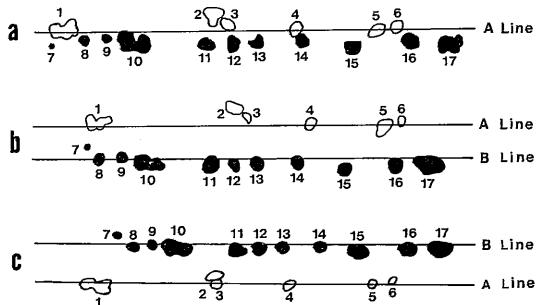 1 2 3 4 5 6
a A Line
7 8 9 10 11 12 13 14 15 16 17
1 2 3 4 5 6
A Line
b
7 B Line
8 9 10 11 12 13 14 15 16 17
7 8 9 10 11 12 13 14 15 16 17
B Line
c
A Line
1 2 3 4 5 6